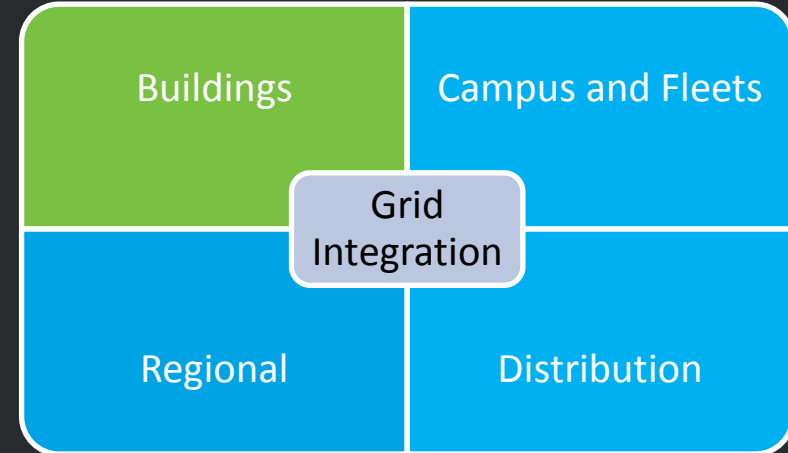 Buildings
Campus and Fleets
Grid
Integration
Regional
Distribution